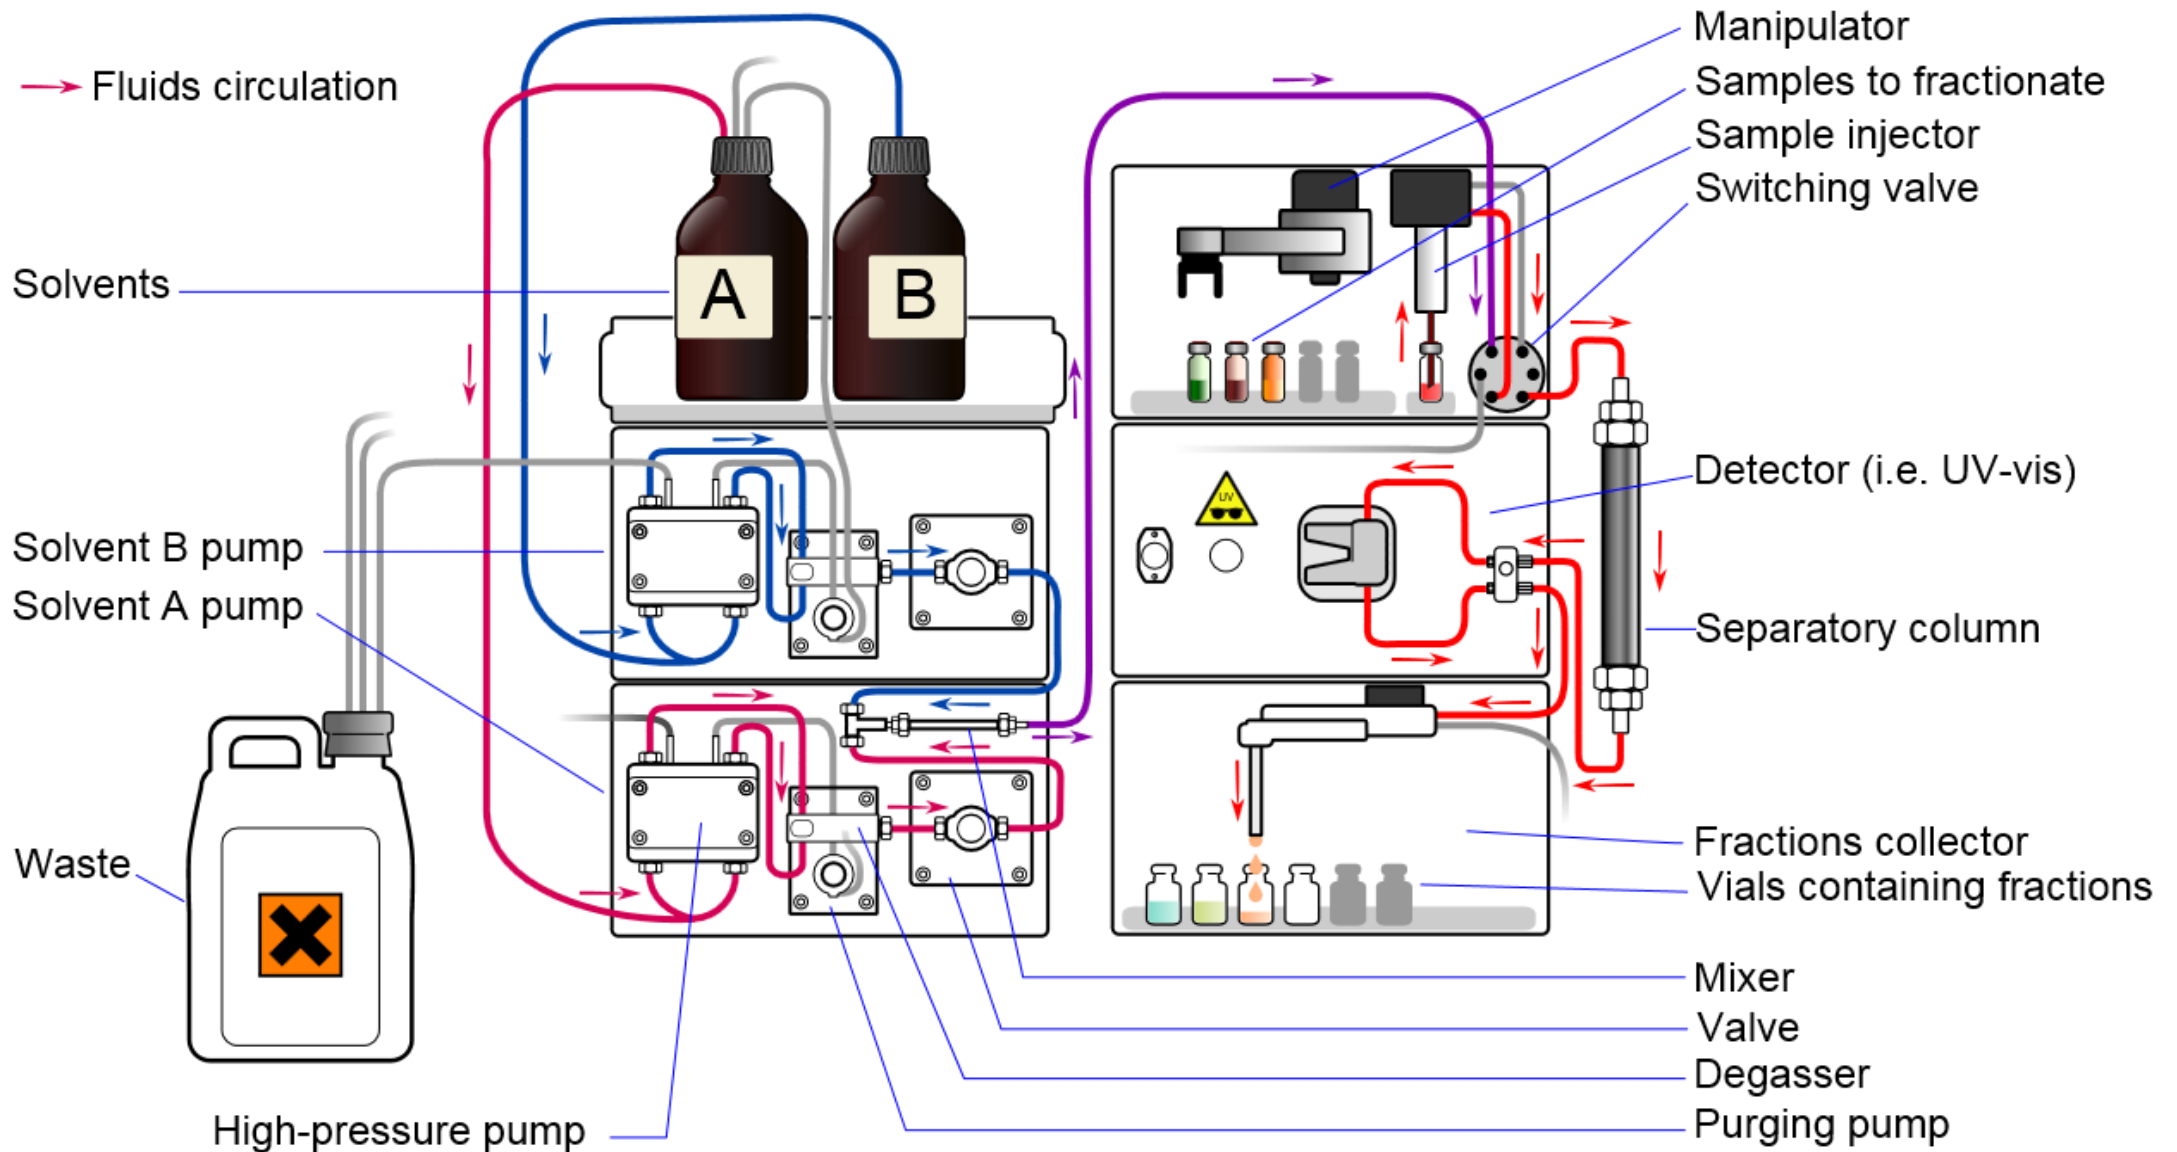 Fluids circulation
Solvents
Solvent B pump
Solvent A pump
Waste
High-pressure pump
A
B
UV
Manipulator
Samples to fractionate
Sample injector
Switching valve
Detector (i.e. UV-vis)
Separatory column
Fractions collector
Vials containing fractions
Mixer
Valve
Degasser
Purging pump